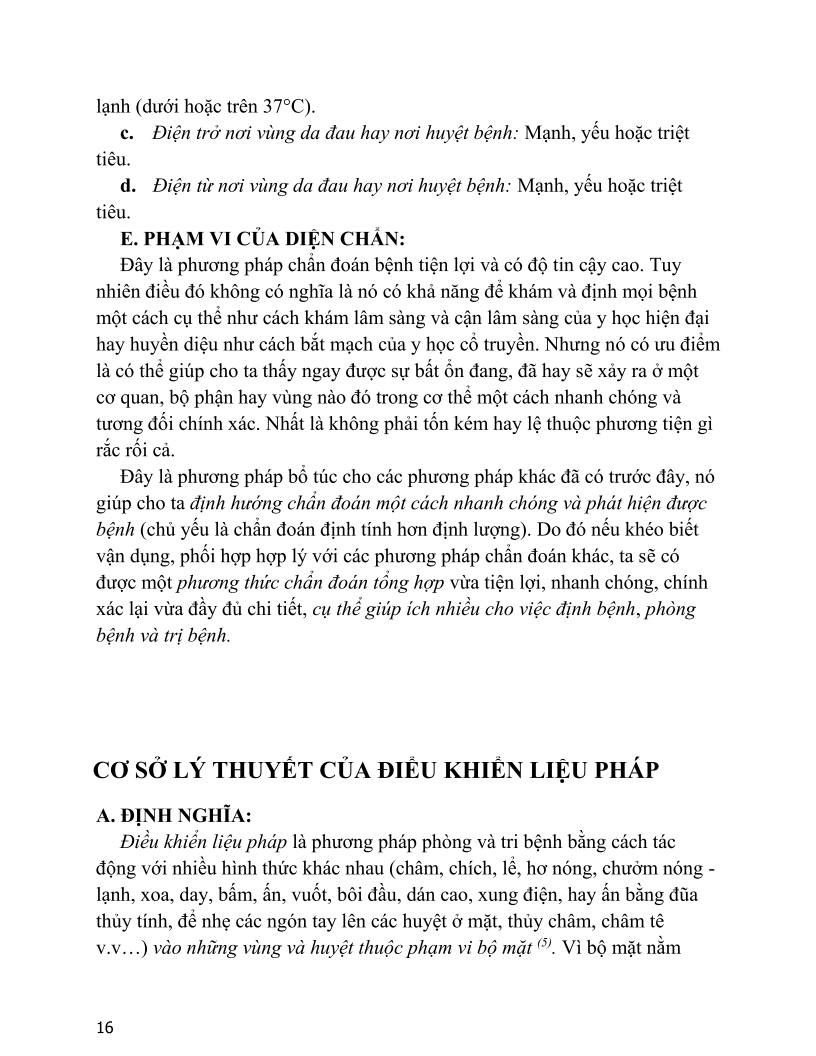 lạnh (dưới hoặc trên 37°C).
c. Điện trở nơi vùng da đau hay nơi huyệt bệnh: Mạnh, yếu hoặc triệt
tiêu.
d. Điện từ nơi vùng da đau hay nơi huyệt bệnh: Mạnh, yếu hoặc triệt
tiêu.
E. PHẠM VI CỦA DIỆN CHẨN:
Đây là phương pháp chẩn đoán bệnh tiện lợi và có độ tin cậy cao. Tuy
nhiên điều đó không có nghĩa là nó có khả năng để khám và định mọi bệnh
một cách cụ thể như cách khám lâm sàng và cận lâm sàng của y học hiện đại
hay huyền diệu như cách bắt mạch của y học cổ truyền. Nhưng nó có ưu điểm
là có thể giúp cho ta thấy ngay được sự bất ổn đang, đã hay sẽ xảy ra ở một
cơ quan, bộ phận hay vùng nào đó trong cơ thể một cách nhanh chóng và
tương đối chính xác. Nhất là không phải tốn kém hay lệ thuộc phương tiện gì
rắc rối cả.
Đây là phương pháp bổ túc cho các phương pháp khác đã có trước đây, nó
giúp cho ta định hướng chẩn đoán một cách nhanh chóng và phát hiện được
bệnh (chủ yếu là chẩn đoán định tính hơn định lượng). Do đó nếu khéo biết
vận dụng, phối hợp hợp lý với các phương pháp chẩn đoán khác, ta sẽ có
được một phương thức chẩn đoán tổng hợp vừa tiện lợi, nhanh chóng, chính
xác lại vừa đầy đủ chi tiết, cụ thể giúp ích nhiều cho việc định bệnh, phòng
bệnh và trị bệnh.
CƠ SỞ LÝ THUYẾT CỦA ĐIỂU KHIỂN LIỆU PHÁP
A. ĐỊNH NGHĨA:
Điều khiển liệu pháp là phương pháp phòng và tri bệnh bằng cách tác
động với nhiều hình thức khác nhau (châm, chích, lể, hơ nóng, chườm nóng -
lạnh, xoa, day, bấm, ấn, vuốt, bôi đầu, dán cao, xung điện, hay ấn bằng đũa
thủy tính, để nhẹ các ngón tay lên các huyệt ở mặt, thủy châm, châm tê
v.v…) vào những vùng và huyệt thuộc phạm vi bộ mặt (5). Vì bộ mặt nằm
16